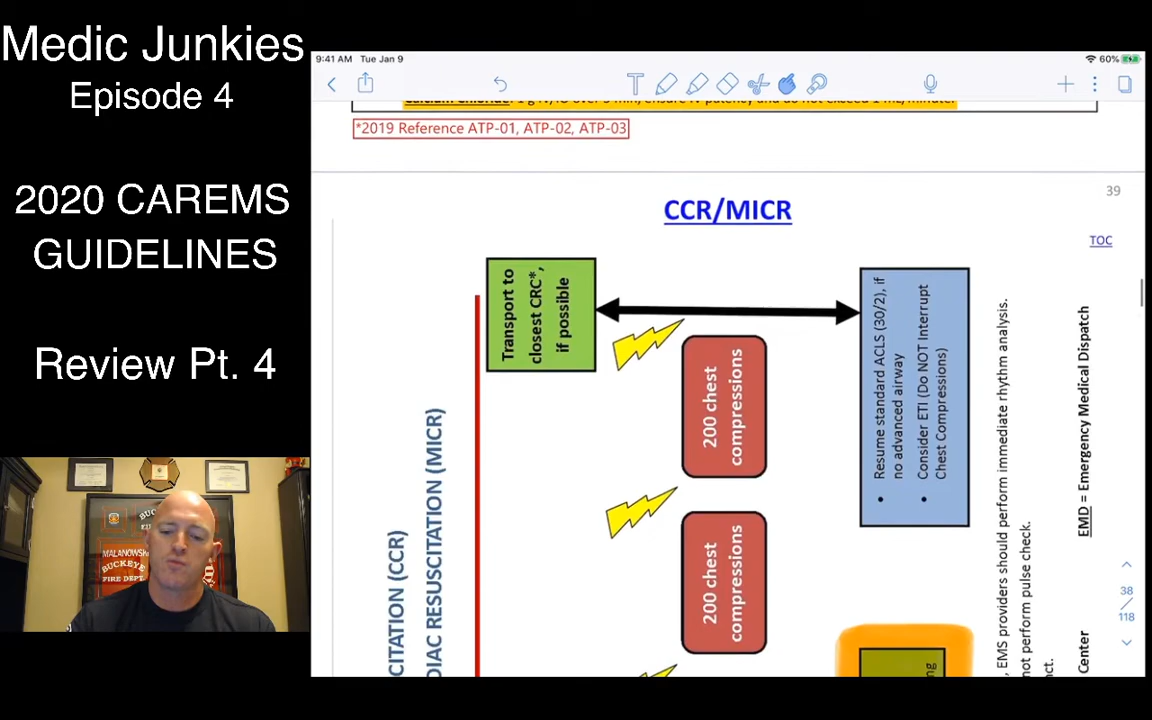 Medic Junkies
Episode 4
2020 CAREMS
GUIDELINES
Review Pt. 4
9:41 AM Tue Jan 9
60%
*2019 Reference ATP-01, ATP-02, ATP-03
39
CCR/MICR
TOC
CITATION (CCR)
DIAC RESUSCITATION (MICR)
Transport to
closest CRC*,
if possible
200 chest
compressions
200 chest
compressions
• Resume standard ACLS (30/2), if
no advanced airway
• Consider ETI (Do NOT Interrupt
Chest Compressions)
, EMS providers should perform immediate rhythm analysis.
not perform pulse check.
Center
EMD = Emergency Medical Dispatch
38
118
MALANOWSK
BUCKEYE
FIRE DEPT.